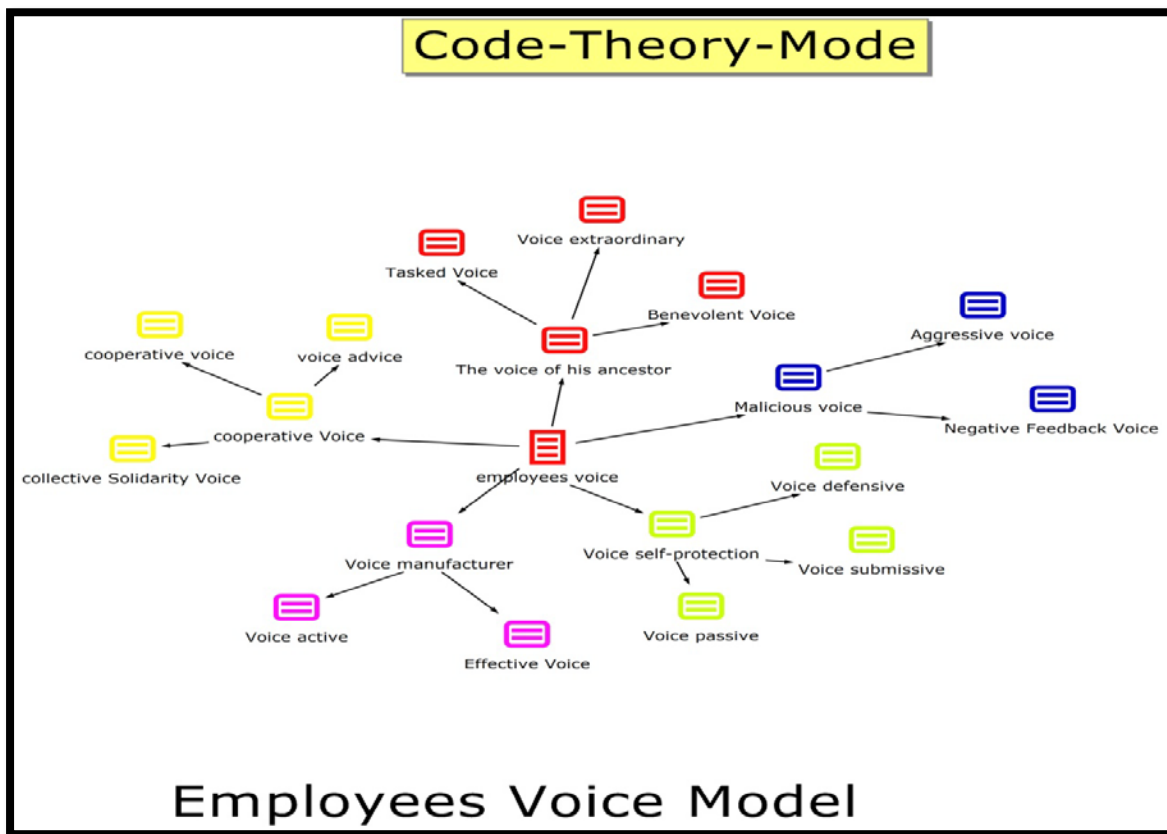 Code-Theory-Mode
Voice extraordinary
Tasked Voice
Benevolent Voice
Aggressive voice
cooperative voice
voice advice
The voice of his ancestor
Malicious voice
Negative Feedback Voice
cooperative Voice
collective Solidarity Voice
employees voice
Voice defensive
Voice manufacturer
Voice self-protection
Voice submissive
Voice active
Voice passive
Effective Voice
Employees Voice Model